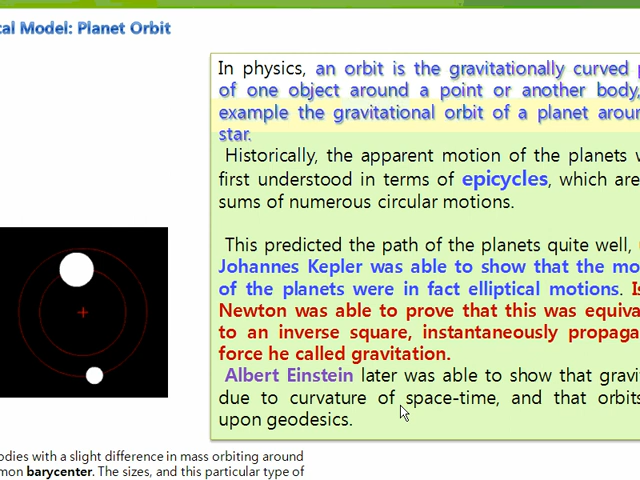 cal Model: Planet Orbit
In physics, an orbit is the gravitationally curved
of one object around a point or another body,
example the gravitational orbit of a planet aroun
star.
Historically, the apparent motion of the planets
first understood in terms of epicycles, which are
sums of numerous circular motions.
This predicted the path of the planets quite well,
Johannes Kepler was able to show that the mo
of the planets were in fact elliptical motions. Is
Newton was able to prove that this was equiva
to an inverse square, instantaneously propaga
force he called gravitation.
Albert Einstein later was able to show that gravi
due to curvature of space-time, and that orbits
upon geodesics.
odies with a slight difference in mass orbiting around
mon barycenter. The sizes, and this particular type of